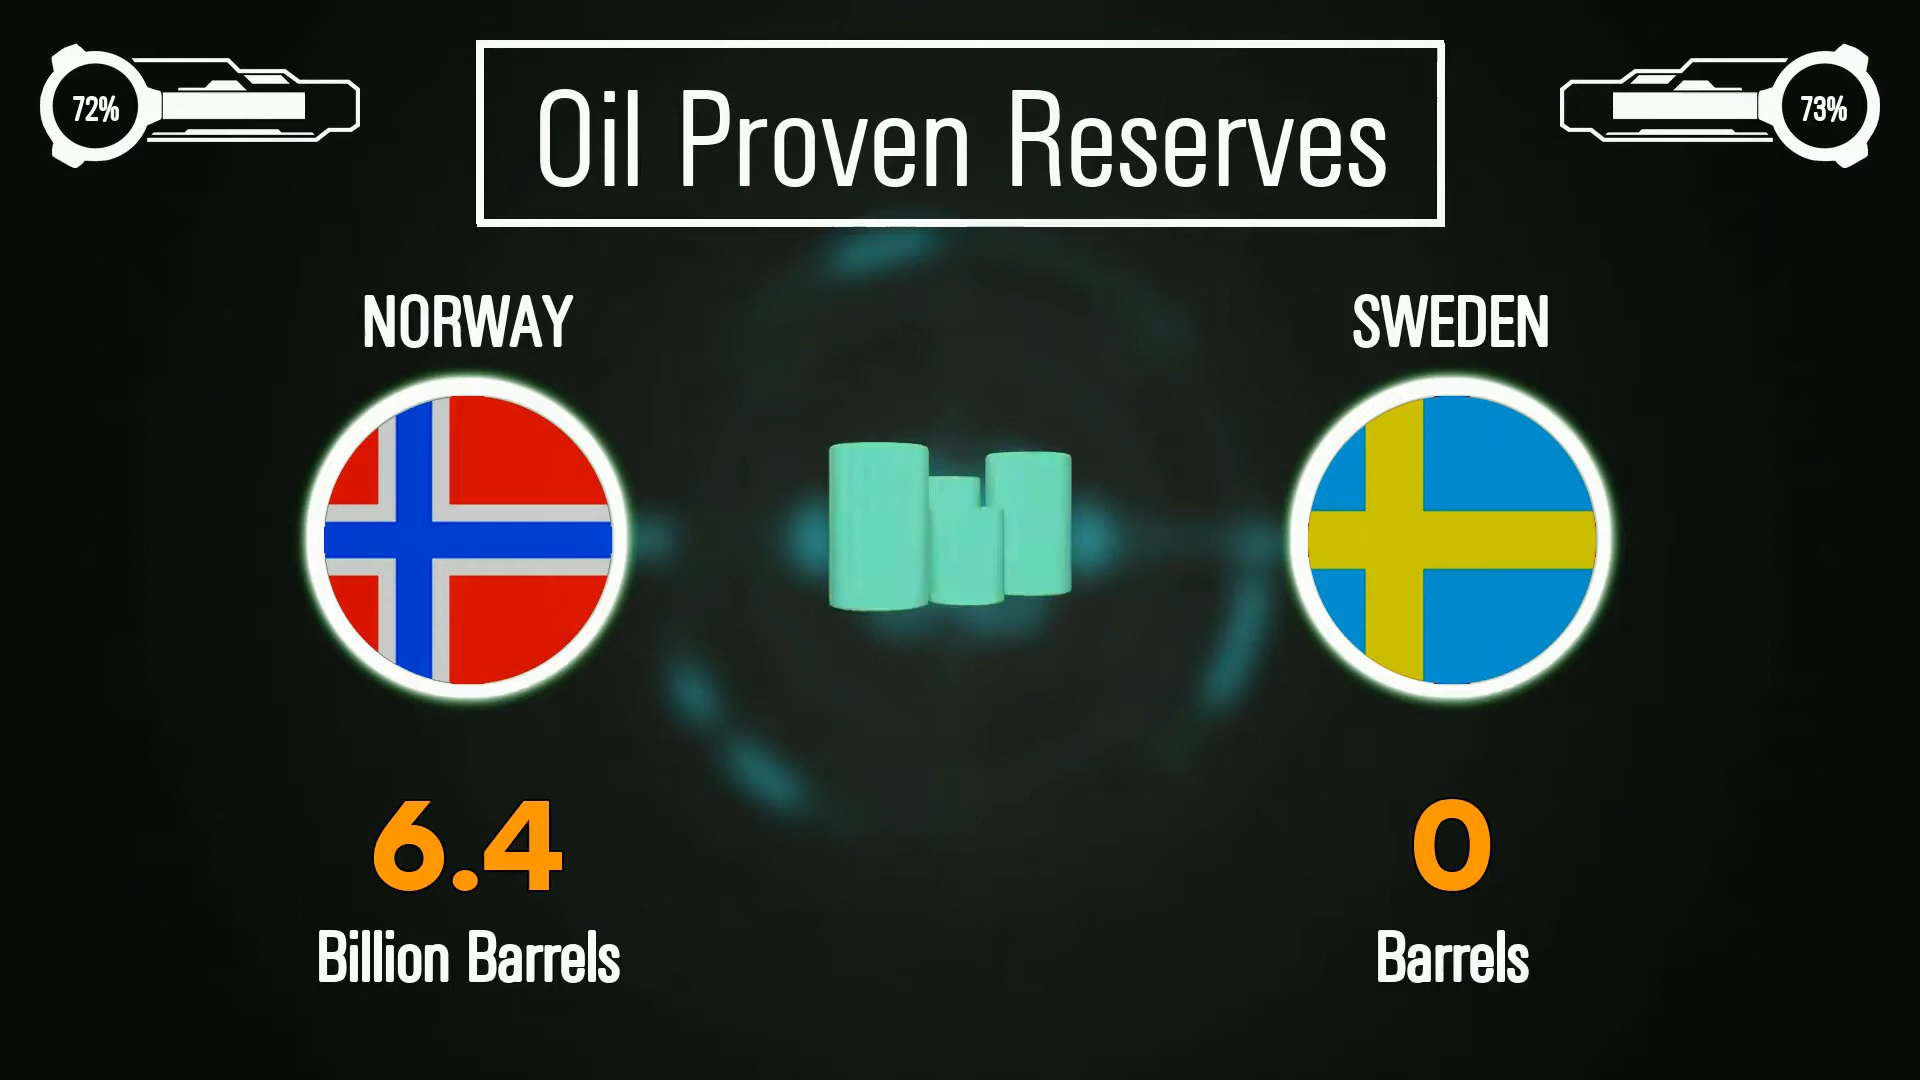 72%
Oil Proven Reserves
73%
NORWAY
SWEDEN
6.4
Billion Barrels
0
Barrels